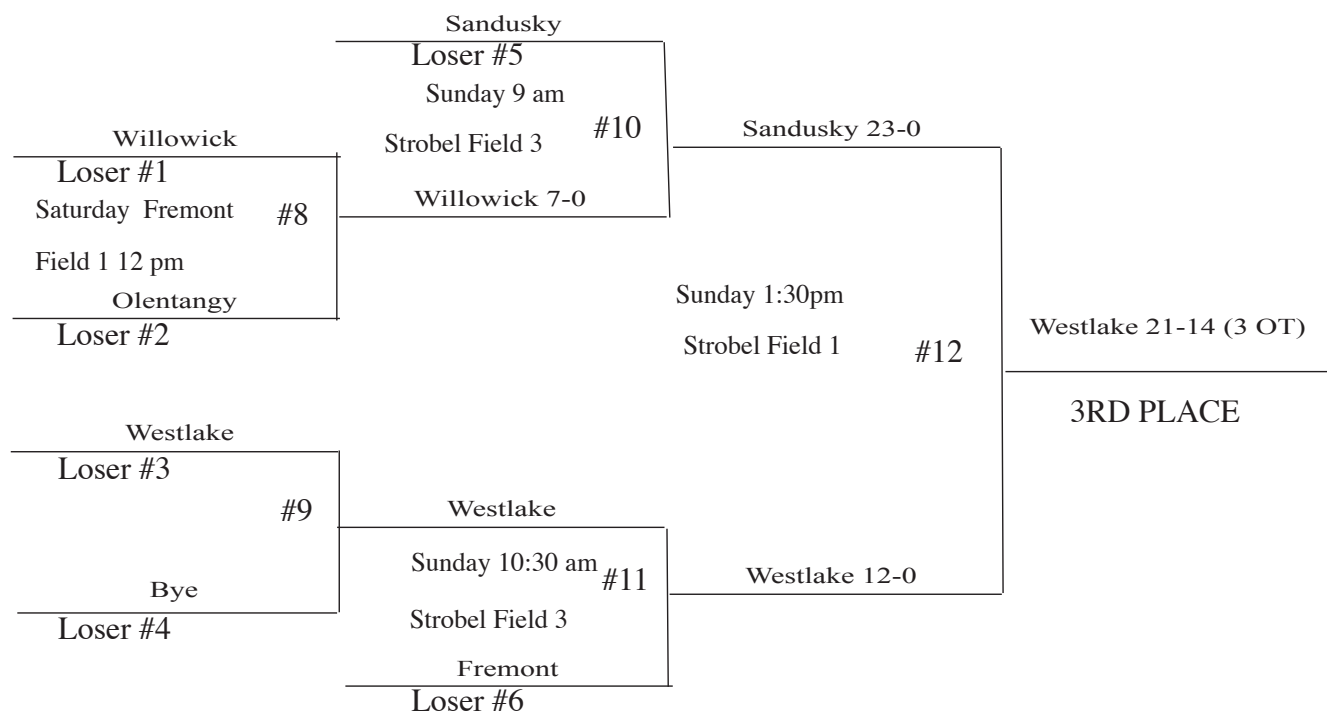 Sandusky
Loser #5
Sunday 9 am
#10
Strobel Field 3
Sandusky 23-0
Willowick
Loser #1
Saturday Fremont
#8
Willowick 7-0
Field 1 12 pm
Olentangy
Loser #2
Sunday 1:30pm
Strobel Field 1
#12
Westlake 21-14 (3 OT)
3RD PLACE
Westlake
Loser #3
#9
Westlake
Sunday 10:30 am
#11
Westlake 12-0
Bye
Loser #4
Strobel Field 3
Fremont
Loser #6